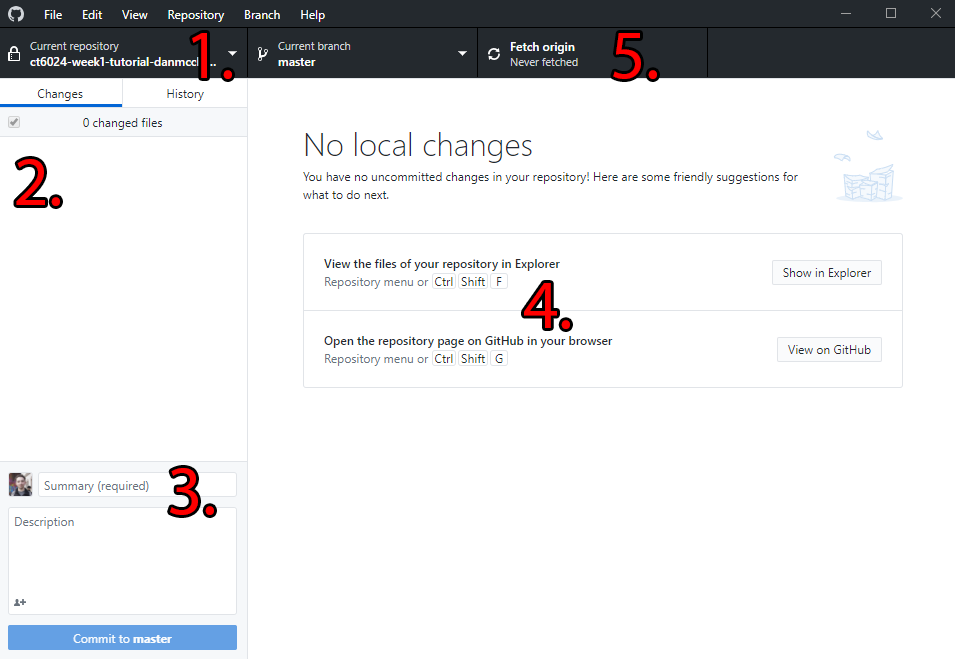 File Edit View Repository Branch Help
Current repository
ct6024-week1-tutorial-danmccl...
1.
Current branch
master
Fetch origin
Never fetched
5.
Changes History
0 changed files
2.
No local changes
You have no uncommitted changes in your repository! Here are some friendly suggestions for
what to do next.
View the files of your repository in Explorer
Repository menu or Ctrl Shift F
Show in Explorer
4.
Open the repository page on GitHub in your browser
Repository menu or Ctrl Shift G
View on GitHub
Summary (required)
3.
Description
Commit to master